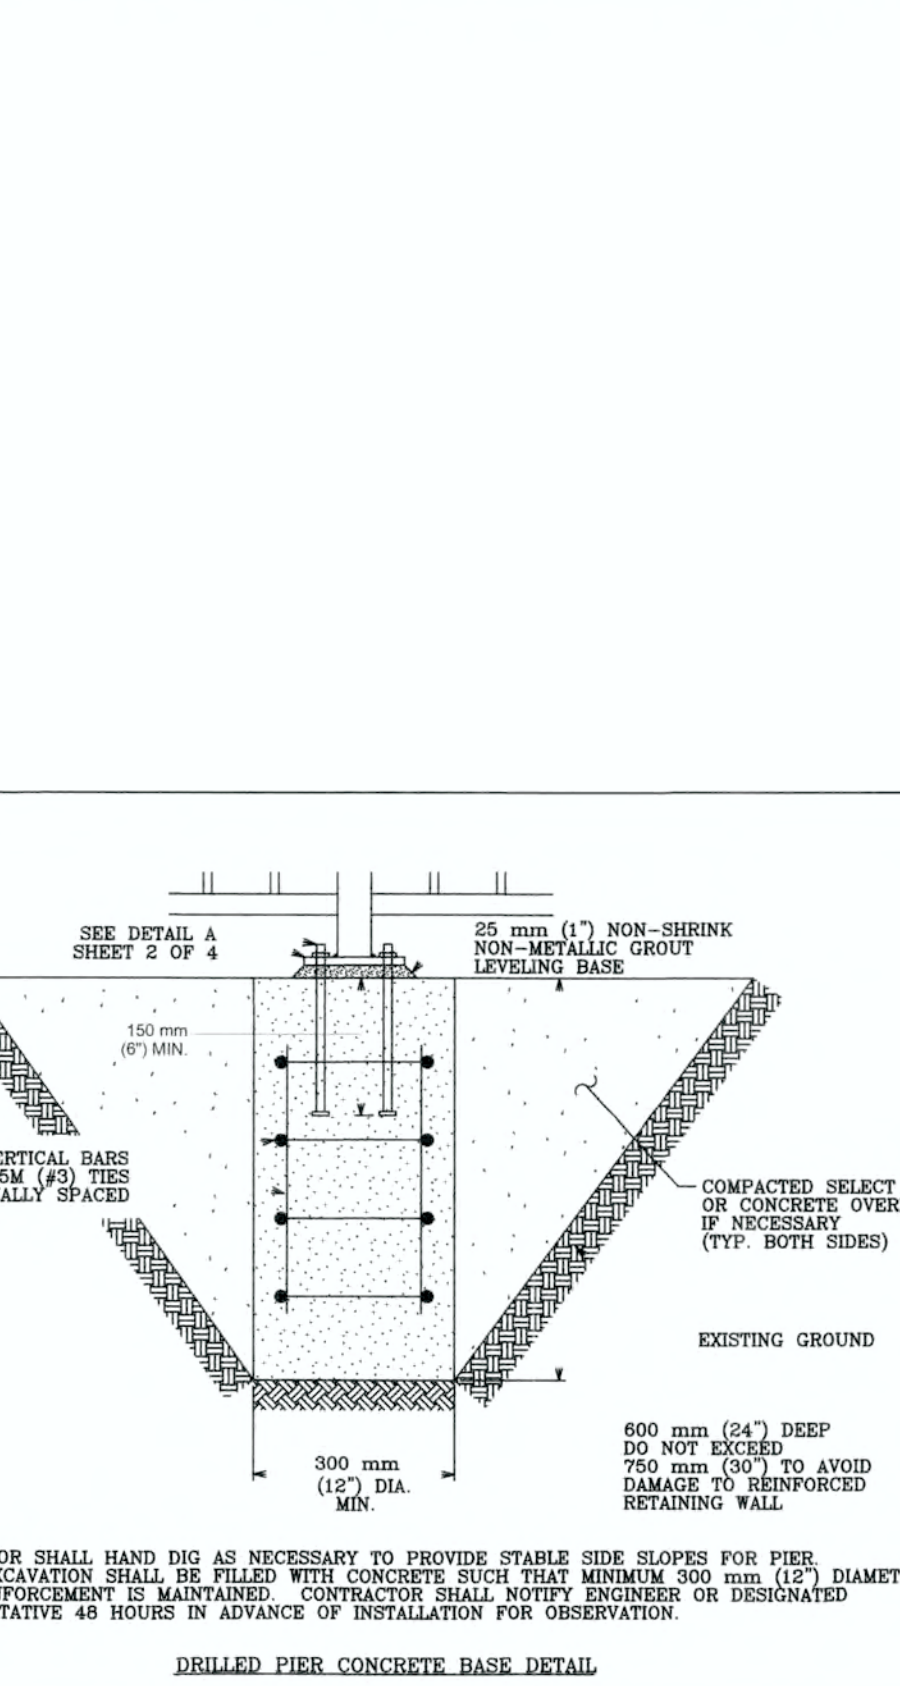 SEE DETAIL A
SHEET 2 OF 4
25 mm (1") NON-SHRINK
NON-METALLIC GROUT
LEVELING BASE
150 mm
(6") MIN.
ERTICAL BARS
5M (#3) TIES
ALLY SPACED
COMPACTED SELECT
OR CONCRETE OVER
IF NECESSARY
(TYP. BOTH SIDES)
EXISTING GROUND
600 mm (24") DEEP
DO NOT EXCEED
750 mm (30") TO AVOID
DAMAGE TO REINFORCED
RETAINING WALL
300 mm
(12") DIA.
MIN.
OR SHALL HAND DIG AS NECESSARY TO PROVIDE STABLE SIDE SLOPES FOR PIER.
XCAVATION SHALL BE FILLED WITH CONCRETE SUCH THAT MINIMUM 300 mm (12") DIAMET
NFORCEMENT IS MAINTAINED. CONTRACTOR SHALL NOTIFY ENGINEER OR DESIGNATED
TATIVE 48 HOURS IN ADVANCE OF INSTALLATION FOR OBSERVATION.
DRILLED PIER CONCRETE BASE DETAIL